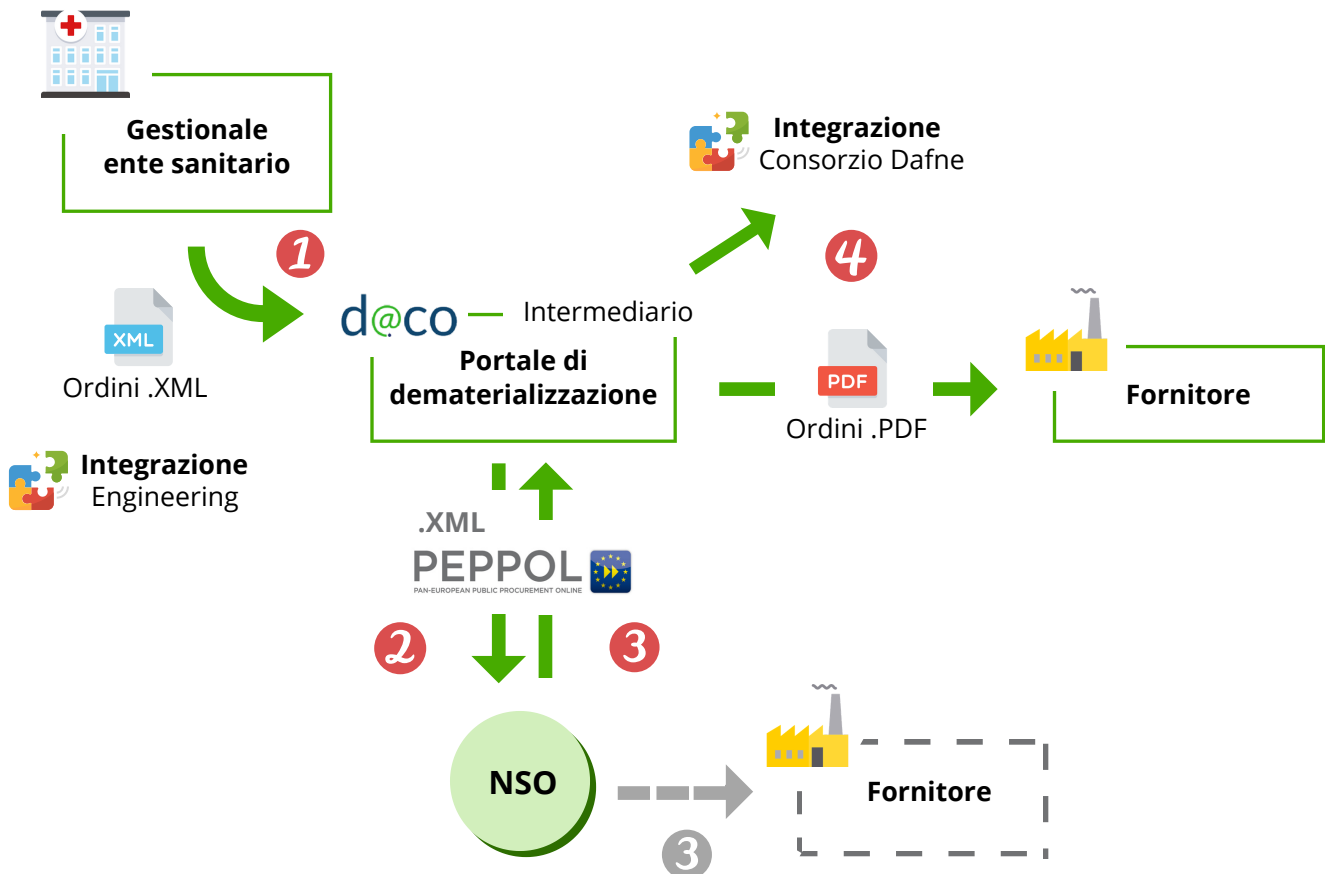 Gestionale
ente sanitario
1
XML
Ordini .XML
Integrazione
Engineering
d@co
Intermediario
Portale di
dematerializzazione
Integrazione
Consorzio Dafne
4
PDF
Ordini .PDF
Fornitore
.XML
PEPPOL
PAN-EUROPEAN PUBLIC PROCUREMENT ONLINE
2
3
NSO
3
Fornitore